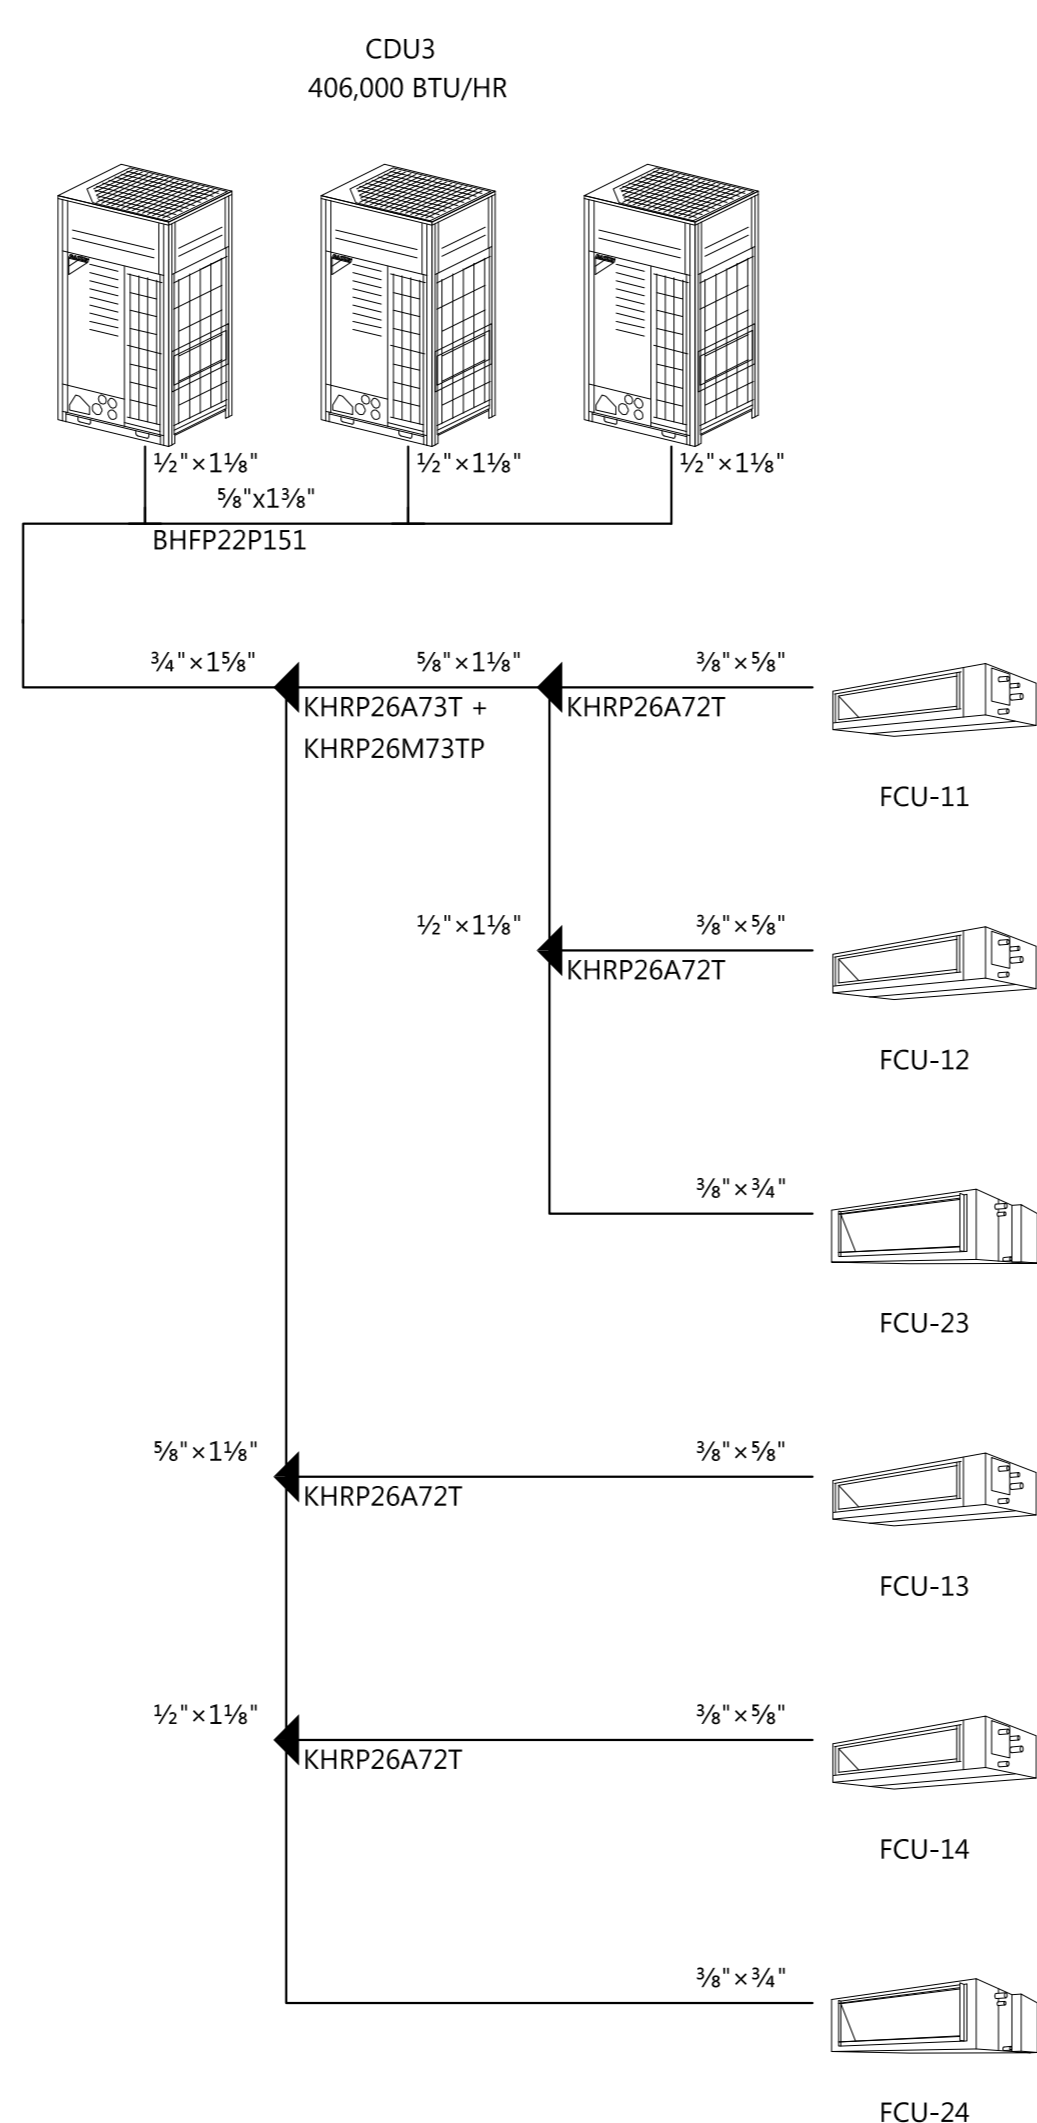 CDU3
406,000 BTU/HR
½"×1⅛"
½"×1⅛"
½"×1⅛"
⅝"x1⅜"
BHFP22P151
¾"×1⅝"
⅝"×1⅛"
⅜"×⅝"
KHRP26A73T +
KHRP26M73TP
KHRP26A72T
FCU-11
½"×1⅛"
⅜"×⅝"
KHRP26A72T
FCU-12
⅜"×¾"
FCU-23
⅝"×1⅛"
⅜"×⅝"
KHRP26A72T
FCU-13
½"×1⅛"
⅜"×⅝"
KHRP26A72T
FCU-14
⅜"×¾"
FCU-24